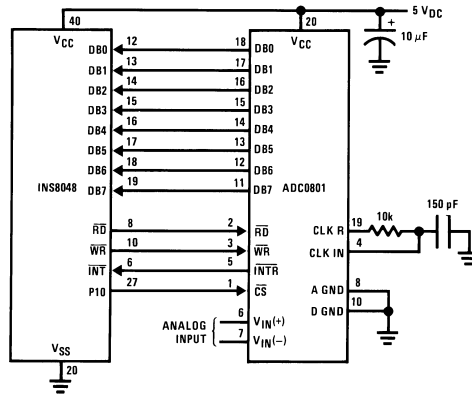 40 20 5 VDC
VCC VCC + 10 μF
DB0 12 18 DB0
DB1 13 17 DB1
DB2 14 16 DB2
DB3 15 15 DB3
DB4 16 14 DB4
DB5 17 13 DB5
DB6 18 12 DB6
DB7 19 11 DB7
INS8048 ADC0801
150 pF
RD 8 2 RD CLK R 19 10k
WR 10 3 WR CLK IN 4
INT 6 5 INTR
P10 27 1 CS A GND 8
D GND 10
ANALOG INPUT
6 VIN(+)
7 VIN(−)
VSS
20